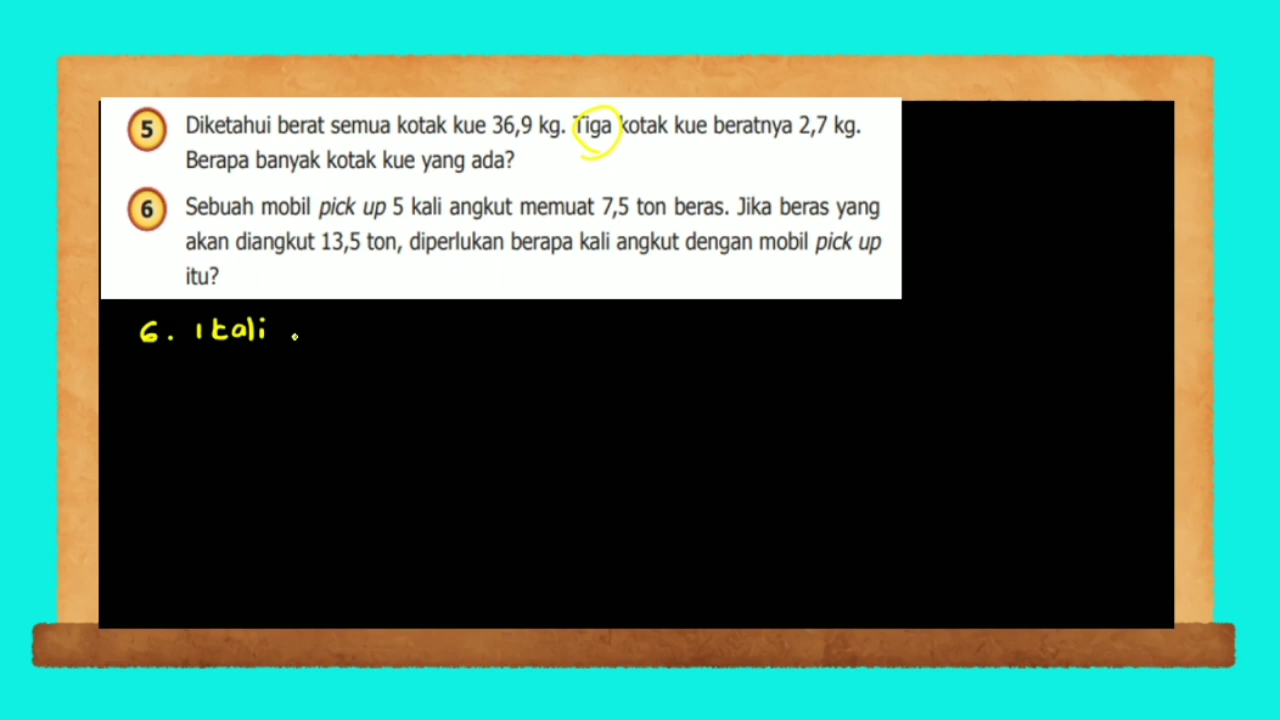 5 Diketahui berat semua kotak kue 36,9 kg. Tiga kotak kue beratnya 2,7 kg.
Berapa banyak kotak kue yang ada?
6 Sebuah mobil pick up 5 kali angkut memuat 7,5 ton beras. Jika beras yang
akan diangkut 13,5 ton, diperlukan berapa kali angkut dengan mobil pick up
itu?
6. 1 kali .